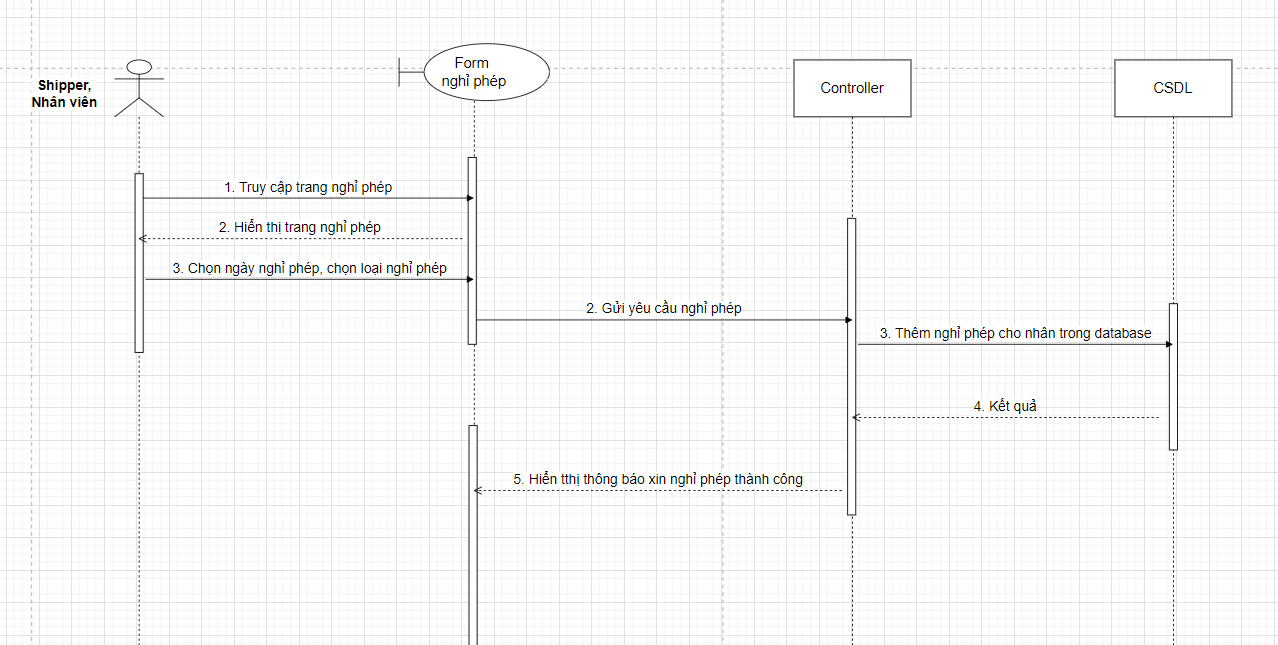 Form
nghỉ phép
Shipper,
Nhân viên
Controller
CSDL
1. Truy cập trang nghỉ phép
2. Hiển thị trang nghỉ phép
3. Chọn ngày nghỉ phép, chọn loại nghỉ phép
2. Gửi yêu cầu nghỉ phép
3. Thêm nghỉ phép cho nhân trong database
4. Kết quả
5. Hiển tthị thông báo xin nghỉ phép thành công